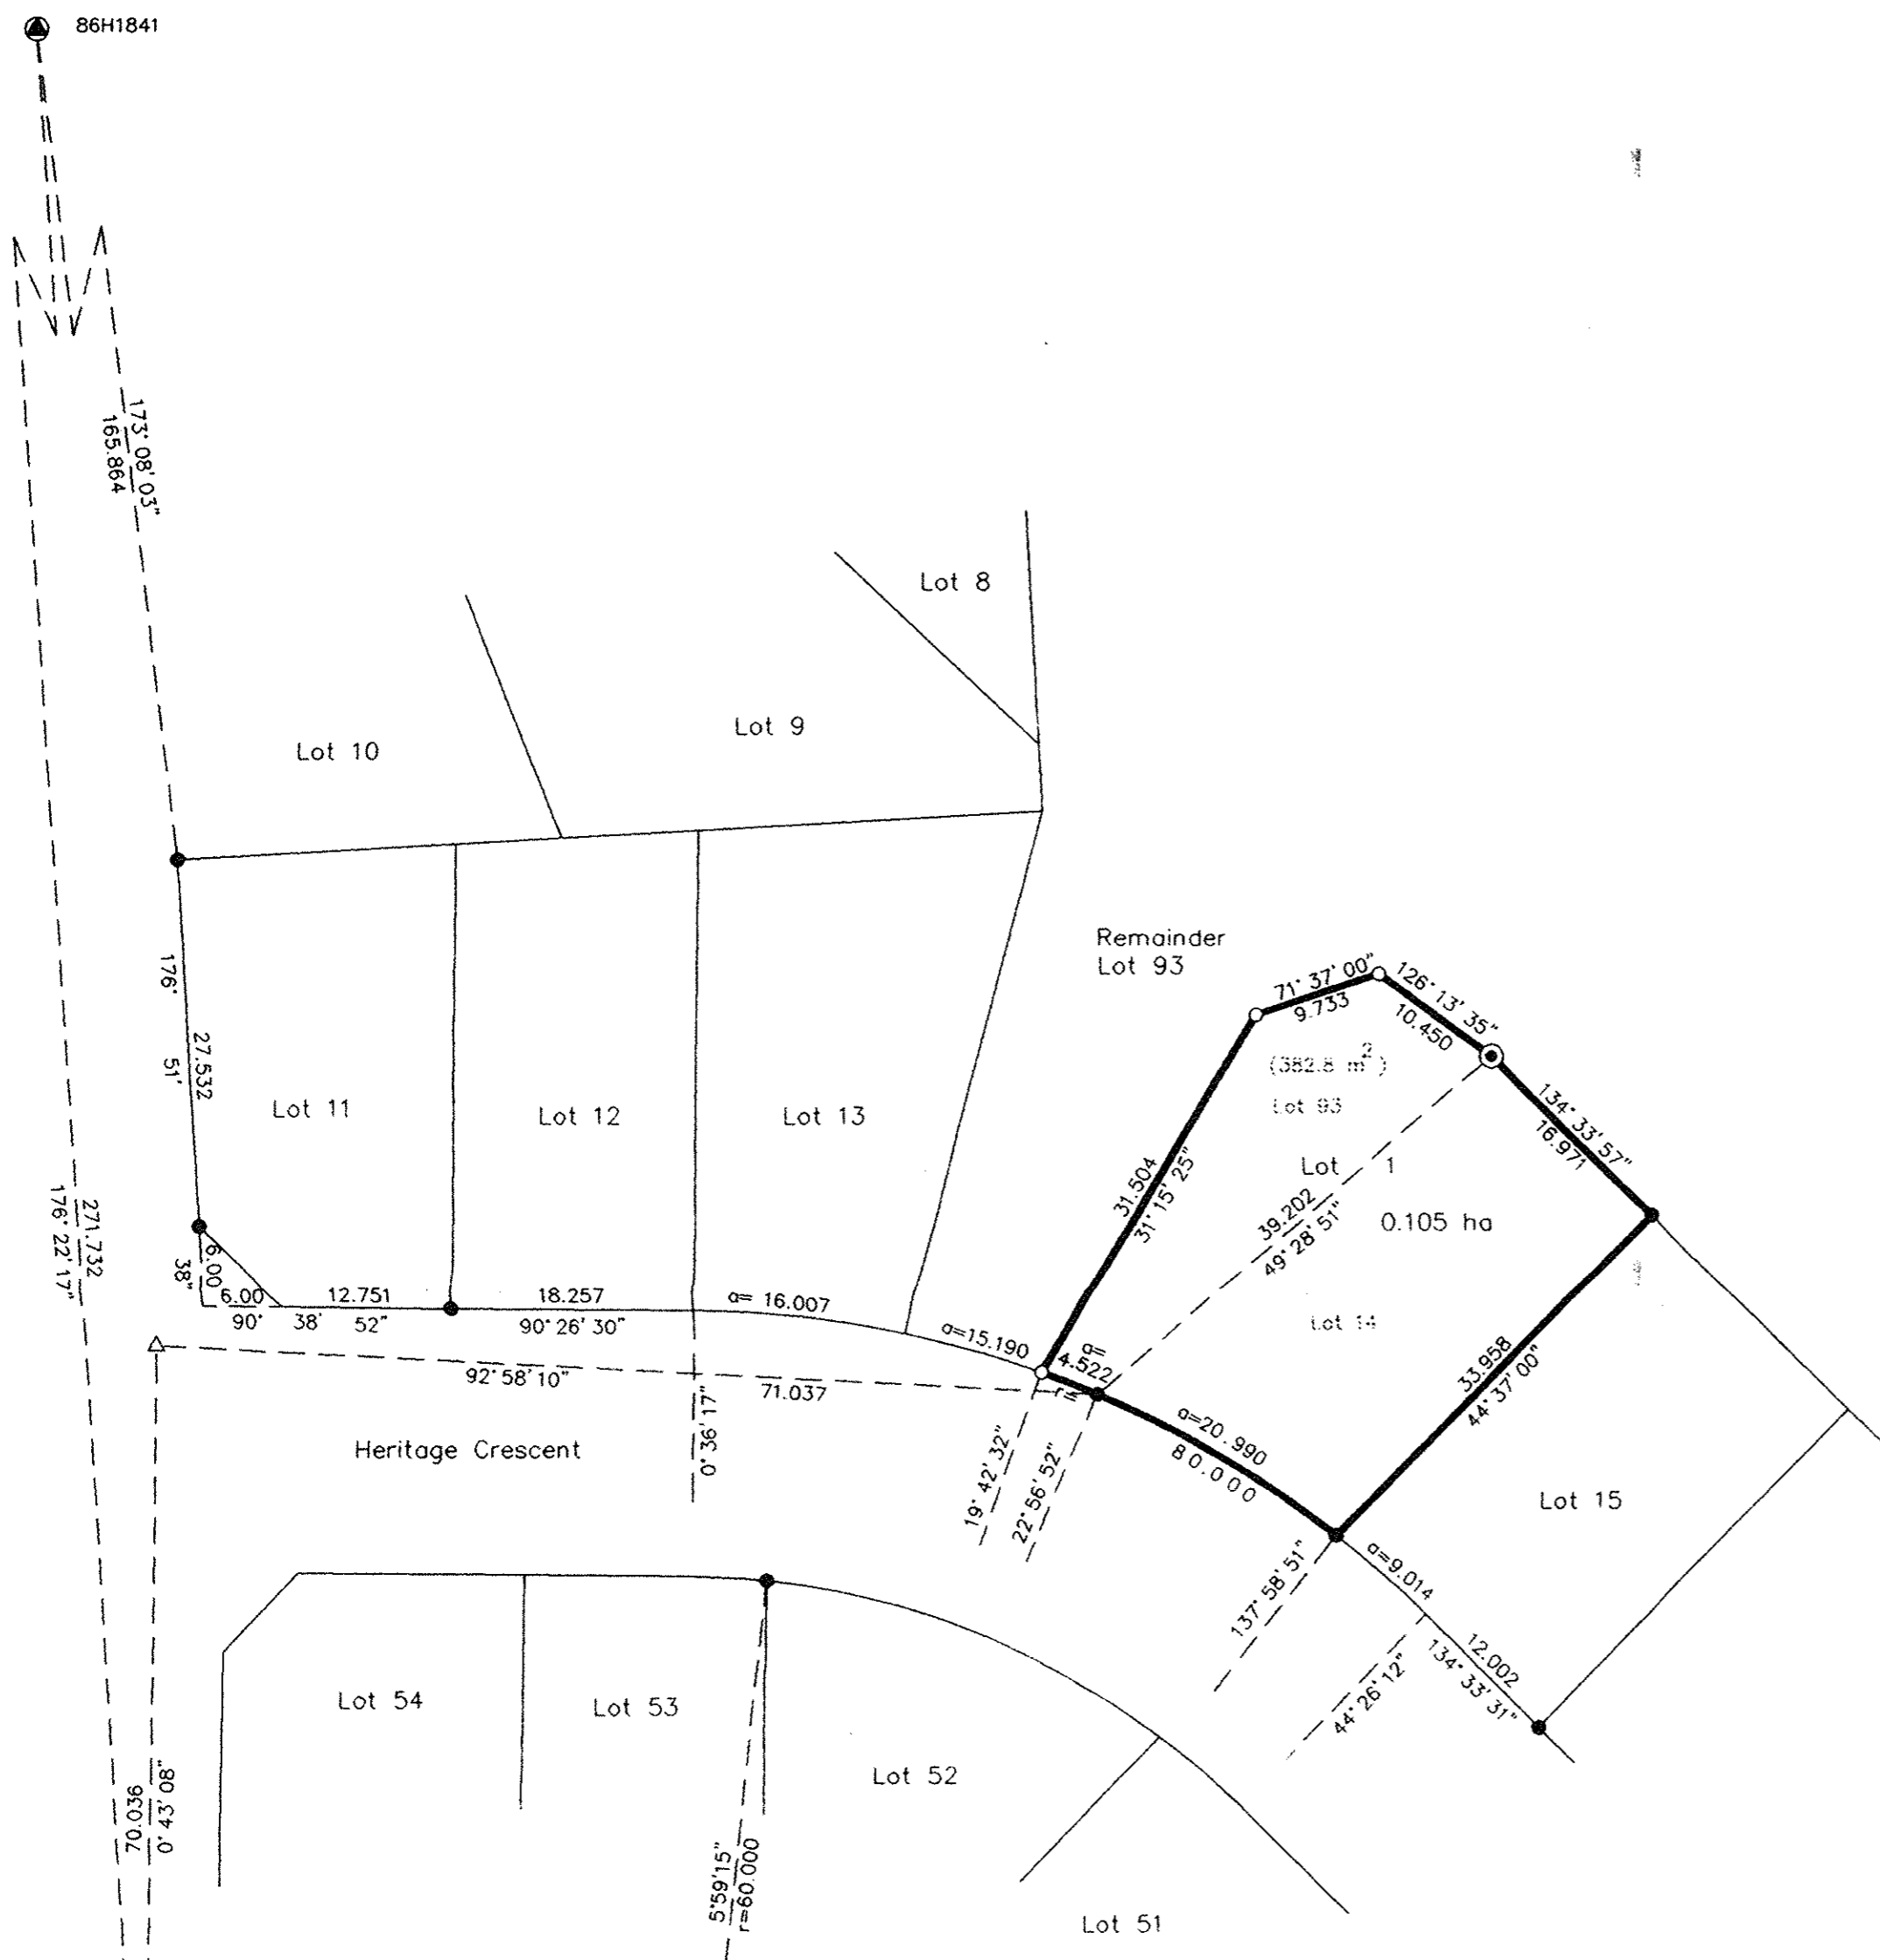 86H1841
173° 08' 03"
165.864
Lot 8
Lot 9
Lot 10
Remainder
Lot 93
71° 37' 00"
9.733
126° 13' 35"
10.450
(382.8 m²)
Lot 93
134° 33' 57"
16.971
176° 51' 38"
27.532
Lot 11
Lot 12
Lot 13
31.504
31° 15' 25"
Lot 1
39.202
49° 28' 51"
0.105 ha
271.732
176° 22' 17"
6.00
6.00
12.751
18.257
a= 16.007
90° 38' 52"
90° 26' 30"
a=15.190
a=
4.522
r=
Lot 14
33.958
44° 37' 00"
92° 58' 10"
71.037
0° 36' 17"
Heritage Crescent
a=20.990
80.000
19° 42' 32"
22° 56' 52"
Lot 15
137° 58' 51"
a=9.014
12.002
134° 33' 31"
44° 26' 12"
Lot 54
Lot 53
Lot 52
70.036
0° 43' 08"
5°59'15"
r=60.000
Lot 51